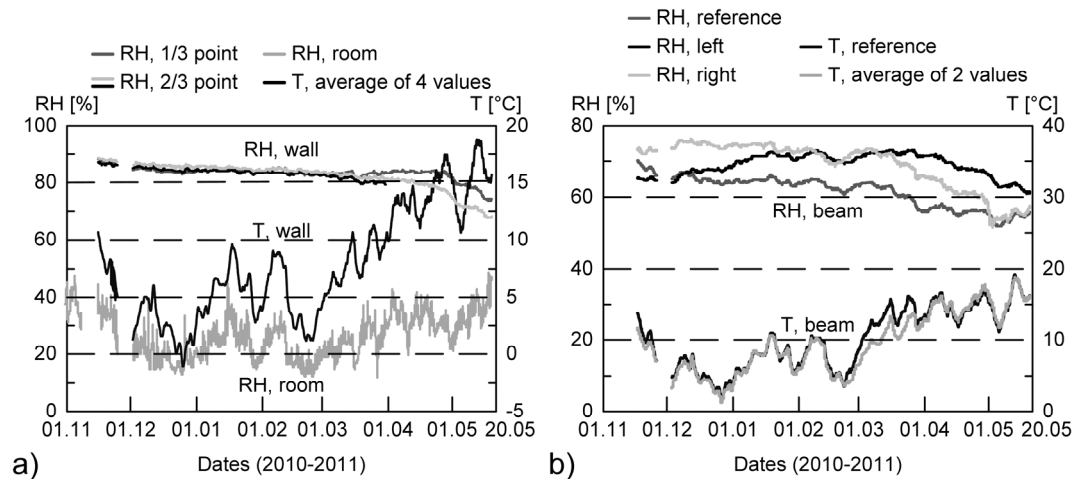 RH, reference
RH, 1/3 point RH, room
RH, left T, reference
RH, 2/3 point T, average of 4 values
RH, right T, average of 2 values
RH [%] T [°C]
RH [%] T [°C]
100 20
80 40
RH, wall
80 15
60 30
RH, beam
T, wall
60 10
40 20
40 5
T, beam
20 0
20 10
RH, room
0 -5
0 0
01.11 01.12 01.01 01.02 01.03 01.04 01.05 20.05
01.11 01.12 01.01 01.02 01.03 01.04 01.05 20.05
a) Dates (2010-2011)
b) Dates (2010-2011)